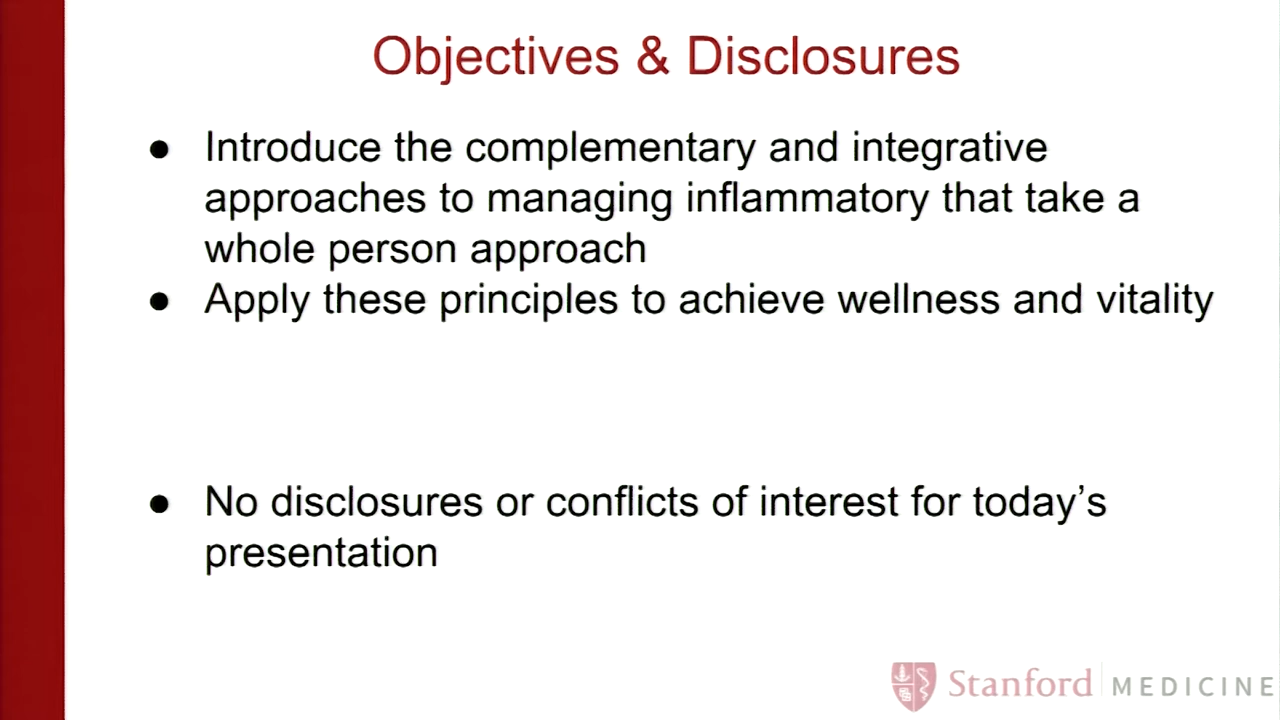 Objectives & Disclosures
● Introduce the complementary and integrative
approaches to managing inflammatory that take a
whole person approach
● Apply these principles to achieve wellness and vitality
● No disclosures or conflicts of interest for today’s
presentation
Stanford MEDICINE